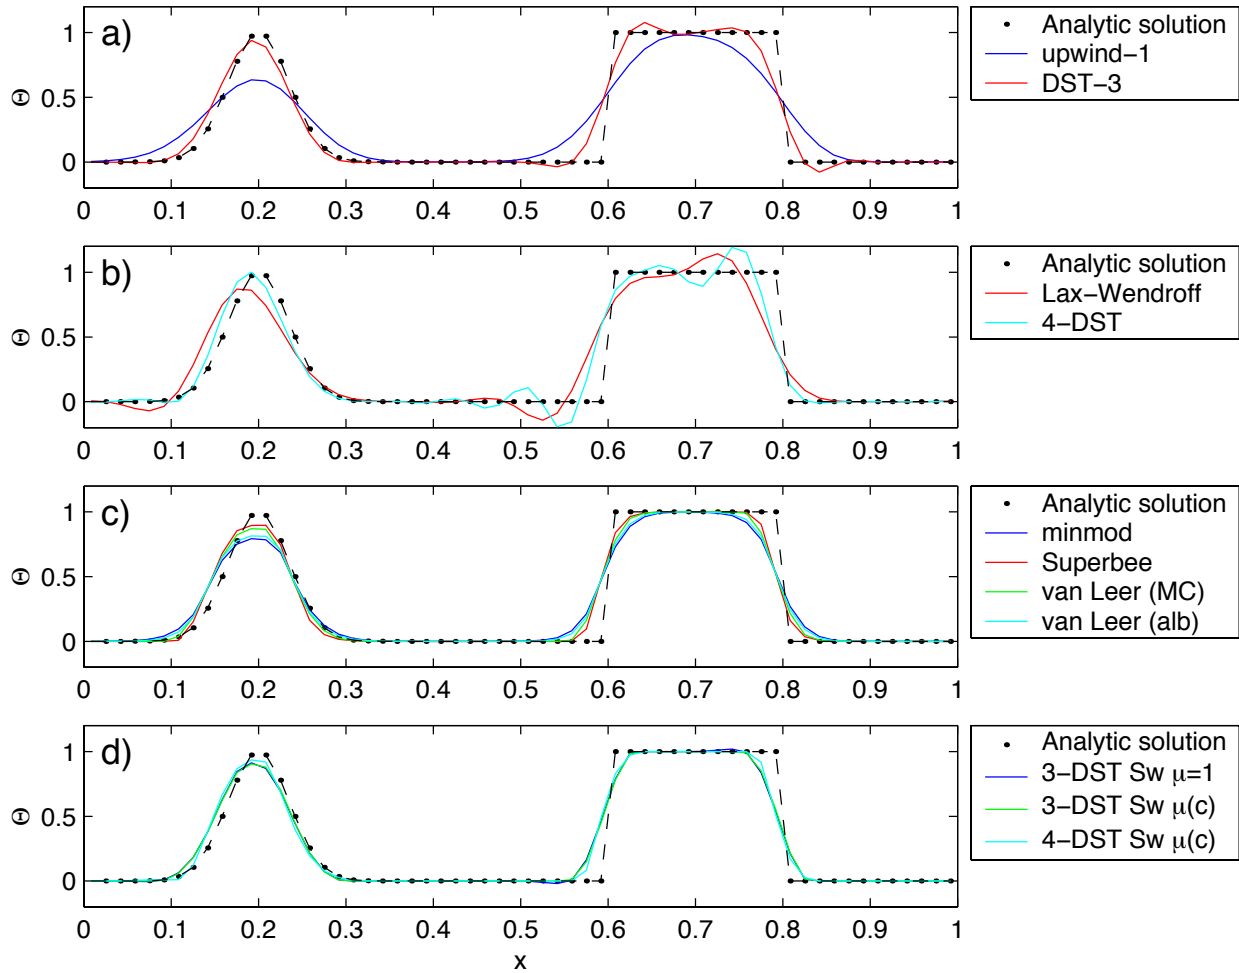 a)
1
0.5
0
Θ
0 0.1 0.2 0.3 0.4 0.5 0.6 0.7 0.8 0.9 1
Analytic solution
upwind−1
DST−3
b)
1
0.5
0
Θ
0 0.1 0.2 0.3 0.4 0.5 0.6 0.7 0.8 0.9 1
Analytic solution
Lax−Wendroff
4−DST
c)
1
0.5
0
Θ
0 0.1 0.2 0.3 0.4 0.5 0.6 0.7 0.8 0.9 1
Analytic solution
minmod
Superbee
van Leer (MC)
van Leer (alb)
d)
1
0.5
0
Θ
0 0.1 0.2 0.3 0.4 0.5 0.6 0.7 0.8 0.9 1
x
Analytic solution
3−DST Sw μ=1
3−DST Sw μ(c)
4−DST Sw μ(c)